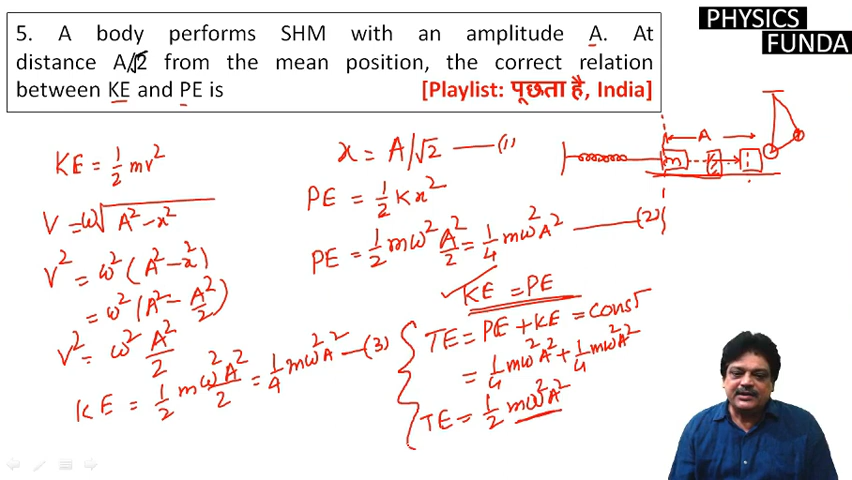 PHYSICS
FUNDA
5. A body performs SHM with an amplitude A. At
distance A/√2 from the mean position, the correct relation
between KE and PE is
[Playlist: पूछता है, India]
KE = 1/2 mv²
V = ω√(A² - x²)
V² = ω² (A² - x²)
= ω² (A² - A²/2)
V² = ω² A²/2
KE = 1/2 mω²A²/2 = 1/4 mω²A² —(3)
x = A/√2 —(1)
PE = 1/2 Kx²
PE = 1/2 mω² A²/2 = 1/4 mω²A² —(2)
KE = PE
TE = PE + KE = const
= 1/4 mω²A² + 1/4 mω²A²
TE = 1/2 mω²A²
A
m